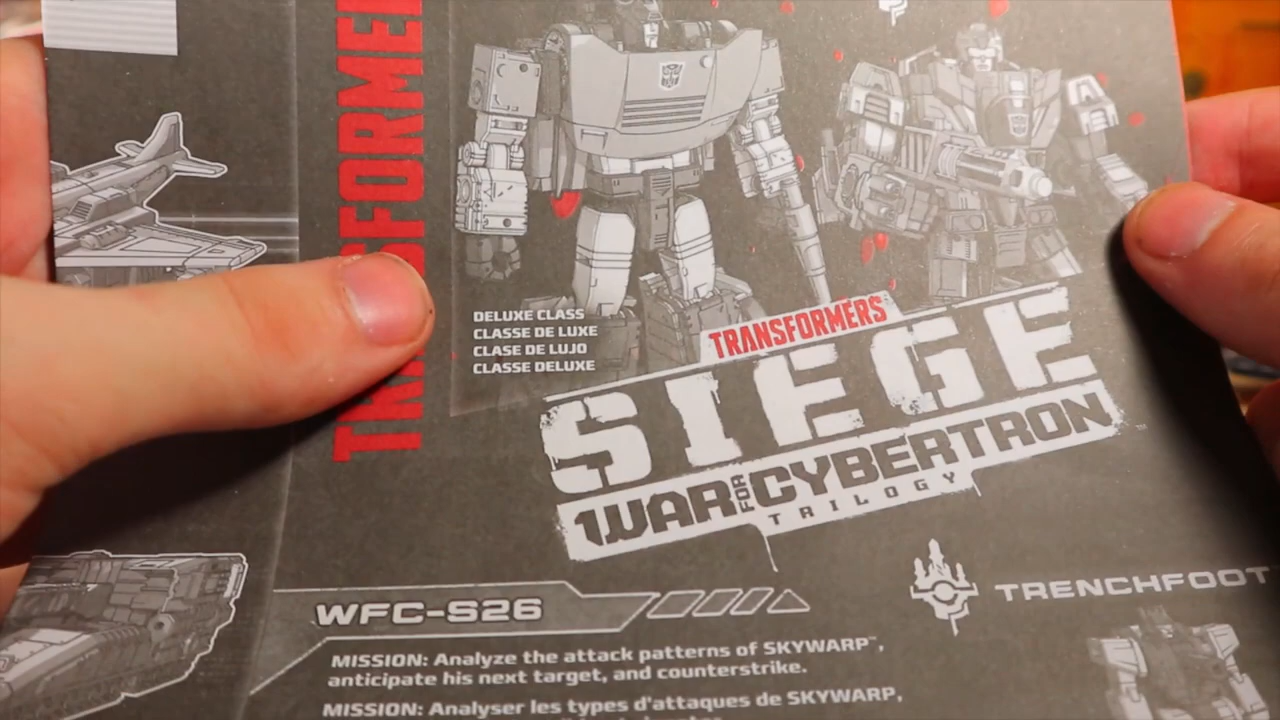 TRANSFORMERS
DELUXE CLASS
CLASSE DE LUXE
CLASE DE LUJO
CLASSE DELUXE
TRANSFORMERS
SIEGE
WAR FOR CYBERTRON
TRILOGY
TM
TRENCHFOOT
WFC-S26
MISSION: Analyze the attack patterns of SKYWARP™,
anticipate his next target, and counterstrike.
MISSION: Analyser les types d'attaques de SKYWARP,